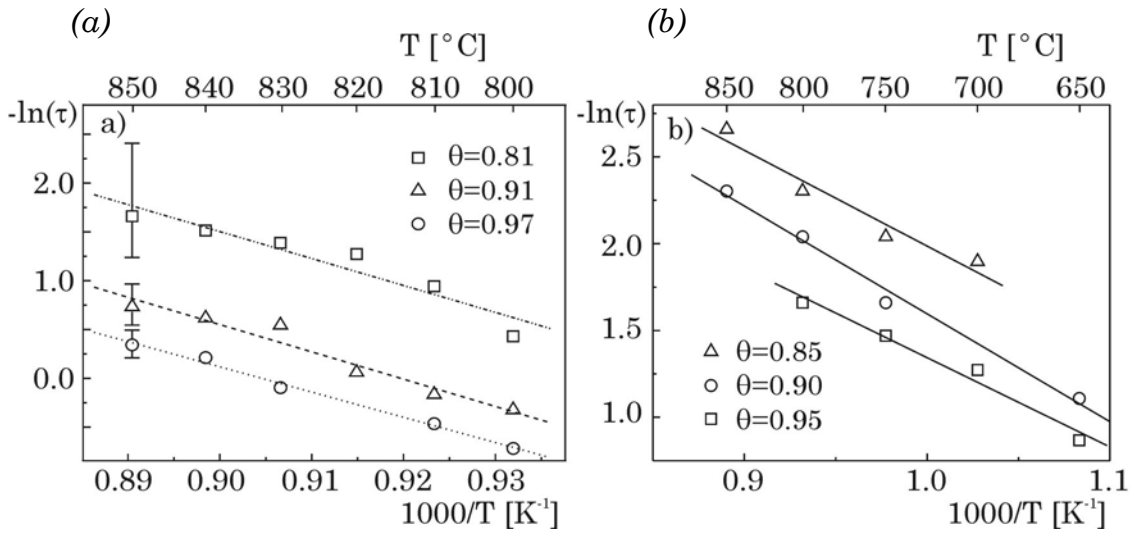 (a)
T [°C]
850 840 830 820 810 800
-ln(τ)
a)
2.0
1.0
0.0
θ=0.81
θ=0.91
θ=0.97
0.89 0.90 0.91 0.92 0.93
1000/T [K⁻¹]
(b)
T [°C]
850 800 750 700 650
-ln(τ)
b)
2.5
2.0
1.5
1.0
θ=0.85
θ=0.90
θ=0.95
0.9 1.0 1.1
1000/T [K⁻¹]